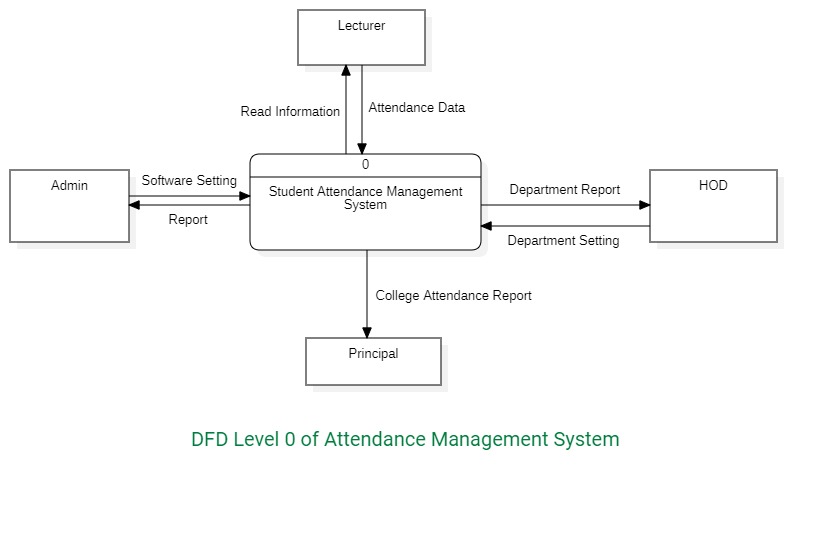 Lecturer
Read Information
Attendance Data
0
Student Attendance Management
System
Admin
Software Setting
Report
HOD
Department Report
Department Setting
College Attendance Report
Principal
DFD Level 0 of Attendance Management System